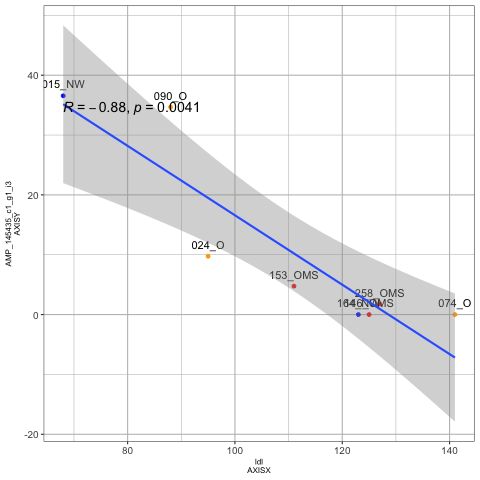 015_NW
090_O
R = −0.88, p = 0.0041
024_O
153_OMS
258_OMS
074_O
40
20
0
-20
80
100
120
140
ldl
AXISX
AMP_145435_c1_g1_i3
AXISY